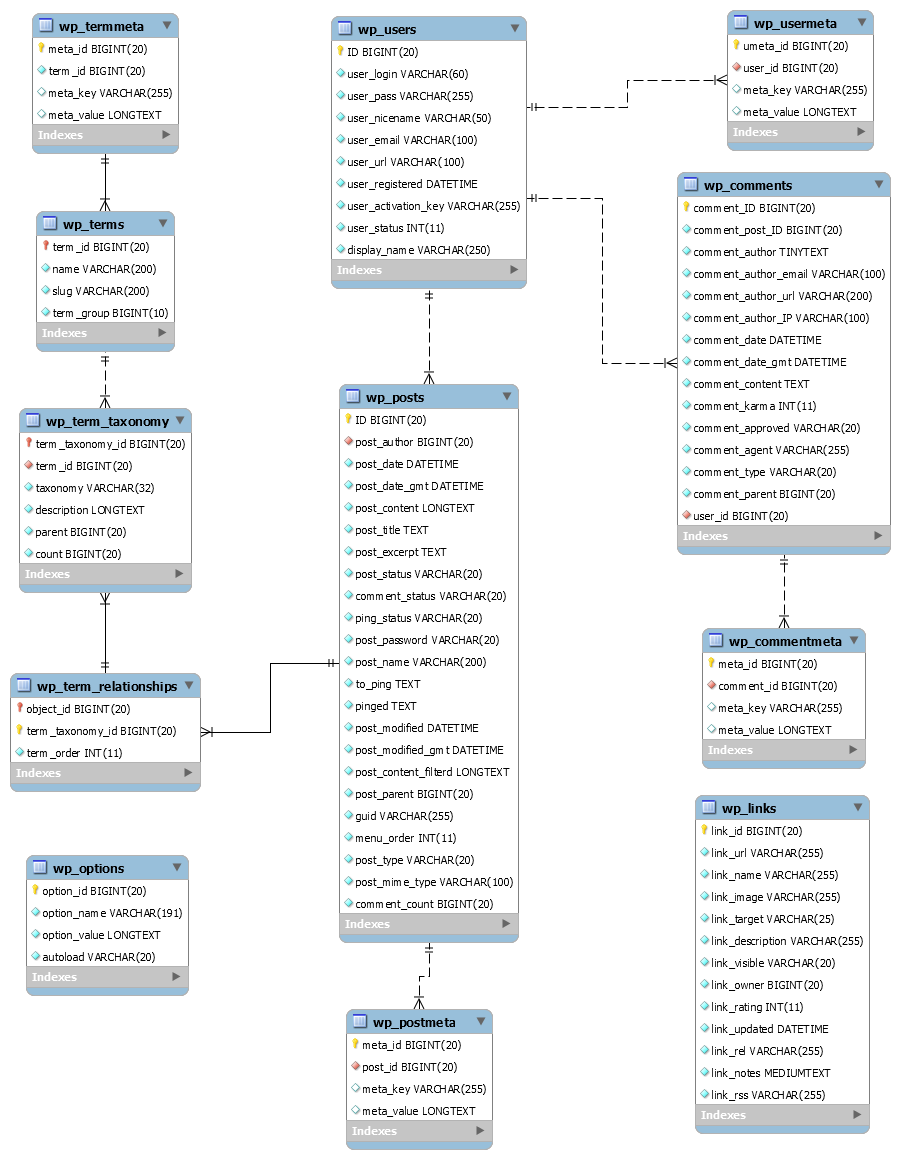 wp_termmeta
meta_id BIGINT(20)
term_id BIGINT(20)
meta_key VARCHAR(255)
meta_value LONGTEXT
Indexes
wp_terms
term_id BIGINT(20)
name VARCHAR(200)
slug VARCHAR(200)
term_group BIGINT(10)
Indexes
wp_term_taxonomy
term_taxonomy_id BIGINT(20)
term_id BIGINT(20)
taxonomy VARCHAR(32)
description LONGTEXT
parent BIGINT(20)
count BIGINT(20)
Indexes
wp_term_relationships
object_id BIGINT(20)
term_taxonomy_id BIGINT(20)
term_order INT(11)
Indexes
wp_options
option_id BIGINT(20)
option_name VARCHAR(191)
option_value LONGTEXT
autoload VARCHAR(20)
Indexes
wp_users
ID BIGINT(20)
user_login VARCHAR(60)
user_pass VARCHAR(255)
user_nicename VARCHAR(50)
user_email VARCHAR(100)
user_url VARCHAR(100)
user_registered DATETIME
user_activation_key VARCHAR(255)
user_status INT(11)
display_name VARCHAR(250)
Indexes
wp_posts
ID BIGINT(20)
post_author BIGINT(20)
post_date DATETIME
post_date_gmt DATETIME
post_content LONGTEXT
post_title TEXT
post_excerpt TEXT
post_status VARCHAR(20)
comment_status VARCHAR(20)
ping_status VARCHAR(20)
post_password VARCHAR(20)
post_name VARCHAR(200)
to_ping TEXT
pinged TEXT
post_modified DATETIME
post_modified_gmt DATETIME
post_content_filterd LONGTEXT
post_parent BIGINT(20)
guid VARCHAR(255)
menu_order INT(11)
post_type VARCHAR(20)
post_mime_type VARCHAR(100)
comment_count BIGINT(20)
Indexes
wp_postmeta
meta_id BIGINT(20)
post_id BIGINT(20)
meta_key VARCHAR(255)
meta_value LONGTEXT
Indexes
wp_usermeta
umeta_id BIGINT(20)
user_id BIGINT(20)
meta_key VARCHAR(255)
meta_value LONGTEXT
Indexes
wp_comments
comment_ID BIGINT(20)
comment_post_ID BIGINT(20)
comment_author TINYTEXT
comment_author_email VARCHAR(100)
comment_author_url VARCHAR(200)
comment_author_IP VARCHAR(100)
comment_date DATETIME
comment_date_gmt DATETIME
comment_content TEXT
comment_karma INT(11)
comment_approved VARCHAR(20)
comment_agent VARCHAR(255)
comment_type VARCHAR(20)
comment_parent BIGINT(20)
user_id BIGINT(20)
Indexes
wp_commentmeta
meta_id BIGINT(20)
comment_id BIGINT(20)
meta_key VARCHAR(255)
meta_value LONGTEXT
Indexes
wp_links
link_id BIGINT(20)
link_url VARCHAR(255)
link_name VARCHAR(255)
link_image VARCHAR(255)
link_target VARCHAR(25)
link_description VARCHAR(255)
link_visible VARCHAR(20)
link_owner BIGINT(20)
link_rating INT(11)
link_updated DATETIME
link_rel VARCHAR(255)
link_notes MEDIUMTEXT
link_rss VARCHAR(255)
Indexes